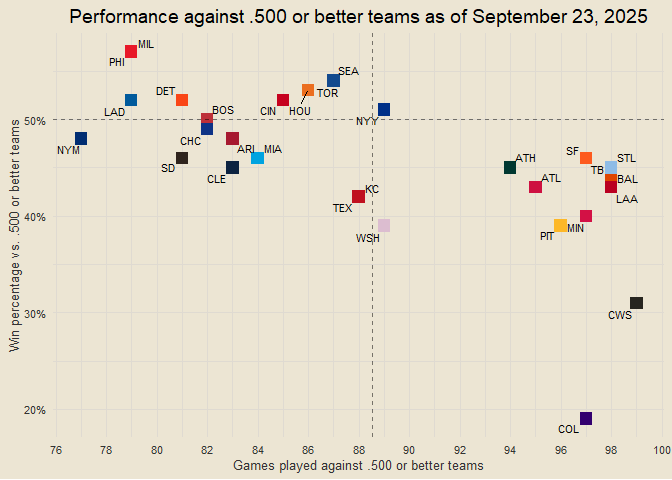 Performance against .500 or better teams as of September 23, 2025
MIL
PHI
SEA
DET
TOR
LAD
BOS
CIN
HOU
NYY
50%
CHC
NYM
ARI
MIA
SF
STL
ATH
SD
TB
CLE
ATL
BAL
KC
LAA
TEX
40%
MIN
WSH
PIT
CWS
30%
COL
20%
Win percentage vs. .500 or better teams
76
78
80
82
84
86
88
90
92
94
96
98
100
Games played against .500 or better teams